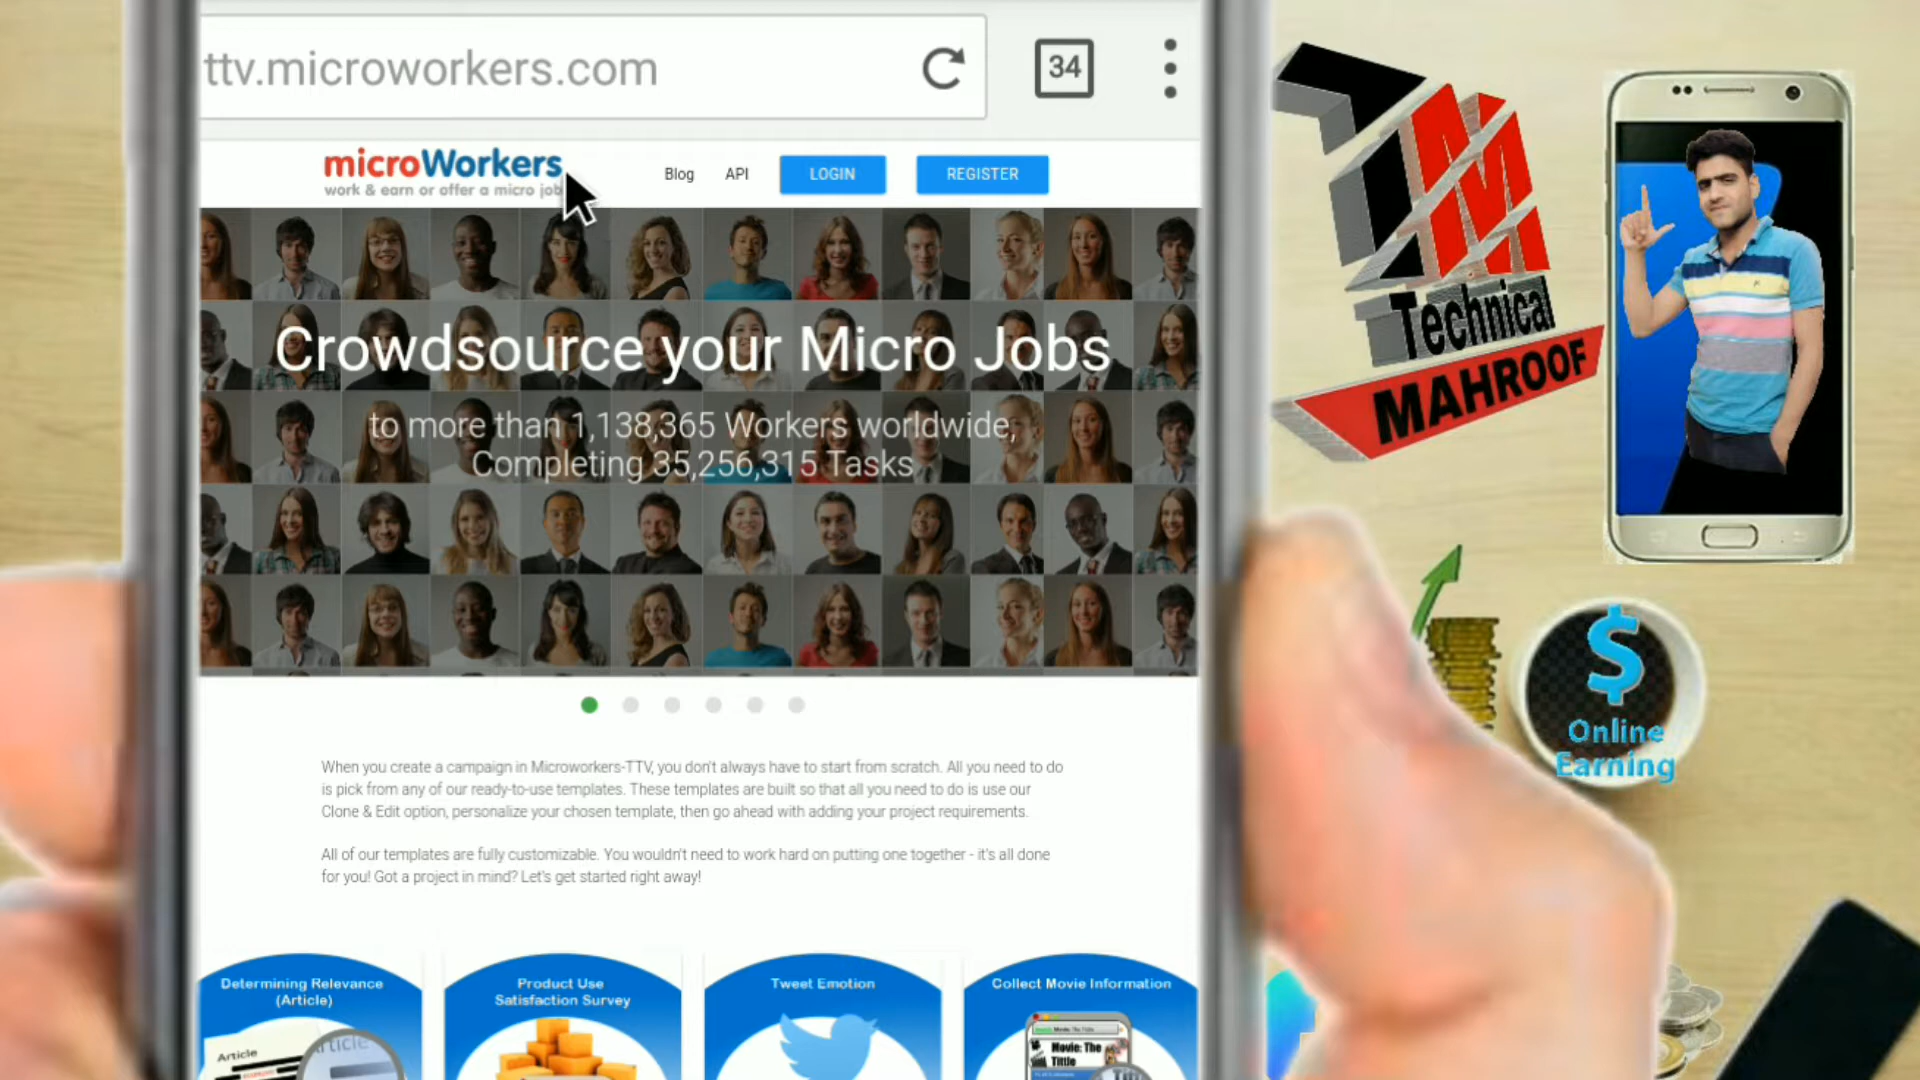 ttv.microworkers.com
34
microWorkers
work & earn or offer a micro job
Blog
API
LOGIN
REGISTER
Crowdsource your Micro Jobs
to more than 1,138,365 Workers worldwide,
Completing 35,256,315 Tasks
When you create a campaign in Microworkers-TTV, you don't always have to start from scratch. All you need to do
is pick from any of our ready-to-use templates. These templates are built so that all you need to do is use our
Clone & Edit option, personalize your chosen template, then go ahead with adding your project requirements.
All of our templates are fully customizable. You wouldn't need to work hard on putting one together - it's all done
for you! Got a project in mind? Let's get started right away!
Determining Relevance
(Article)
Article
Product Use
Satisfaction Survey
Tweet Emotion
Collect Movie Information
Movie: The
Tittle
TM
Technical
MAHROOF
$
Online
Earning